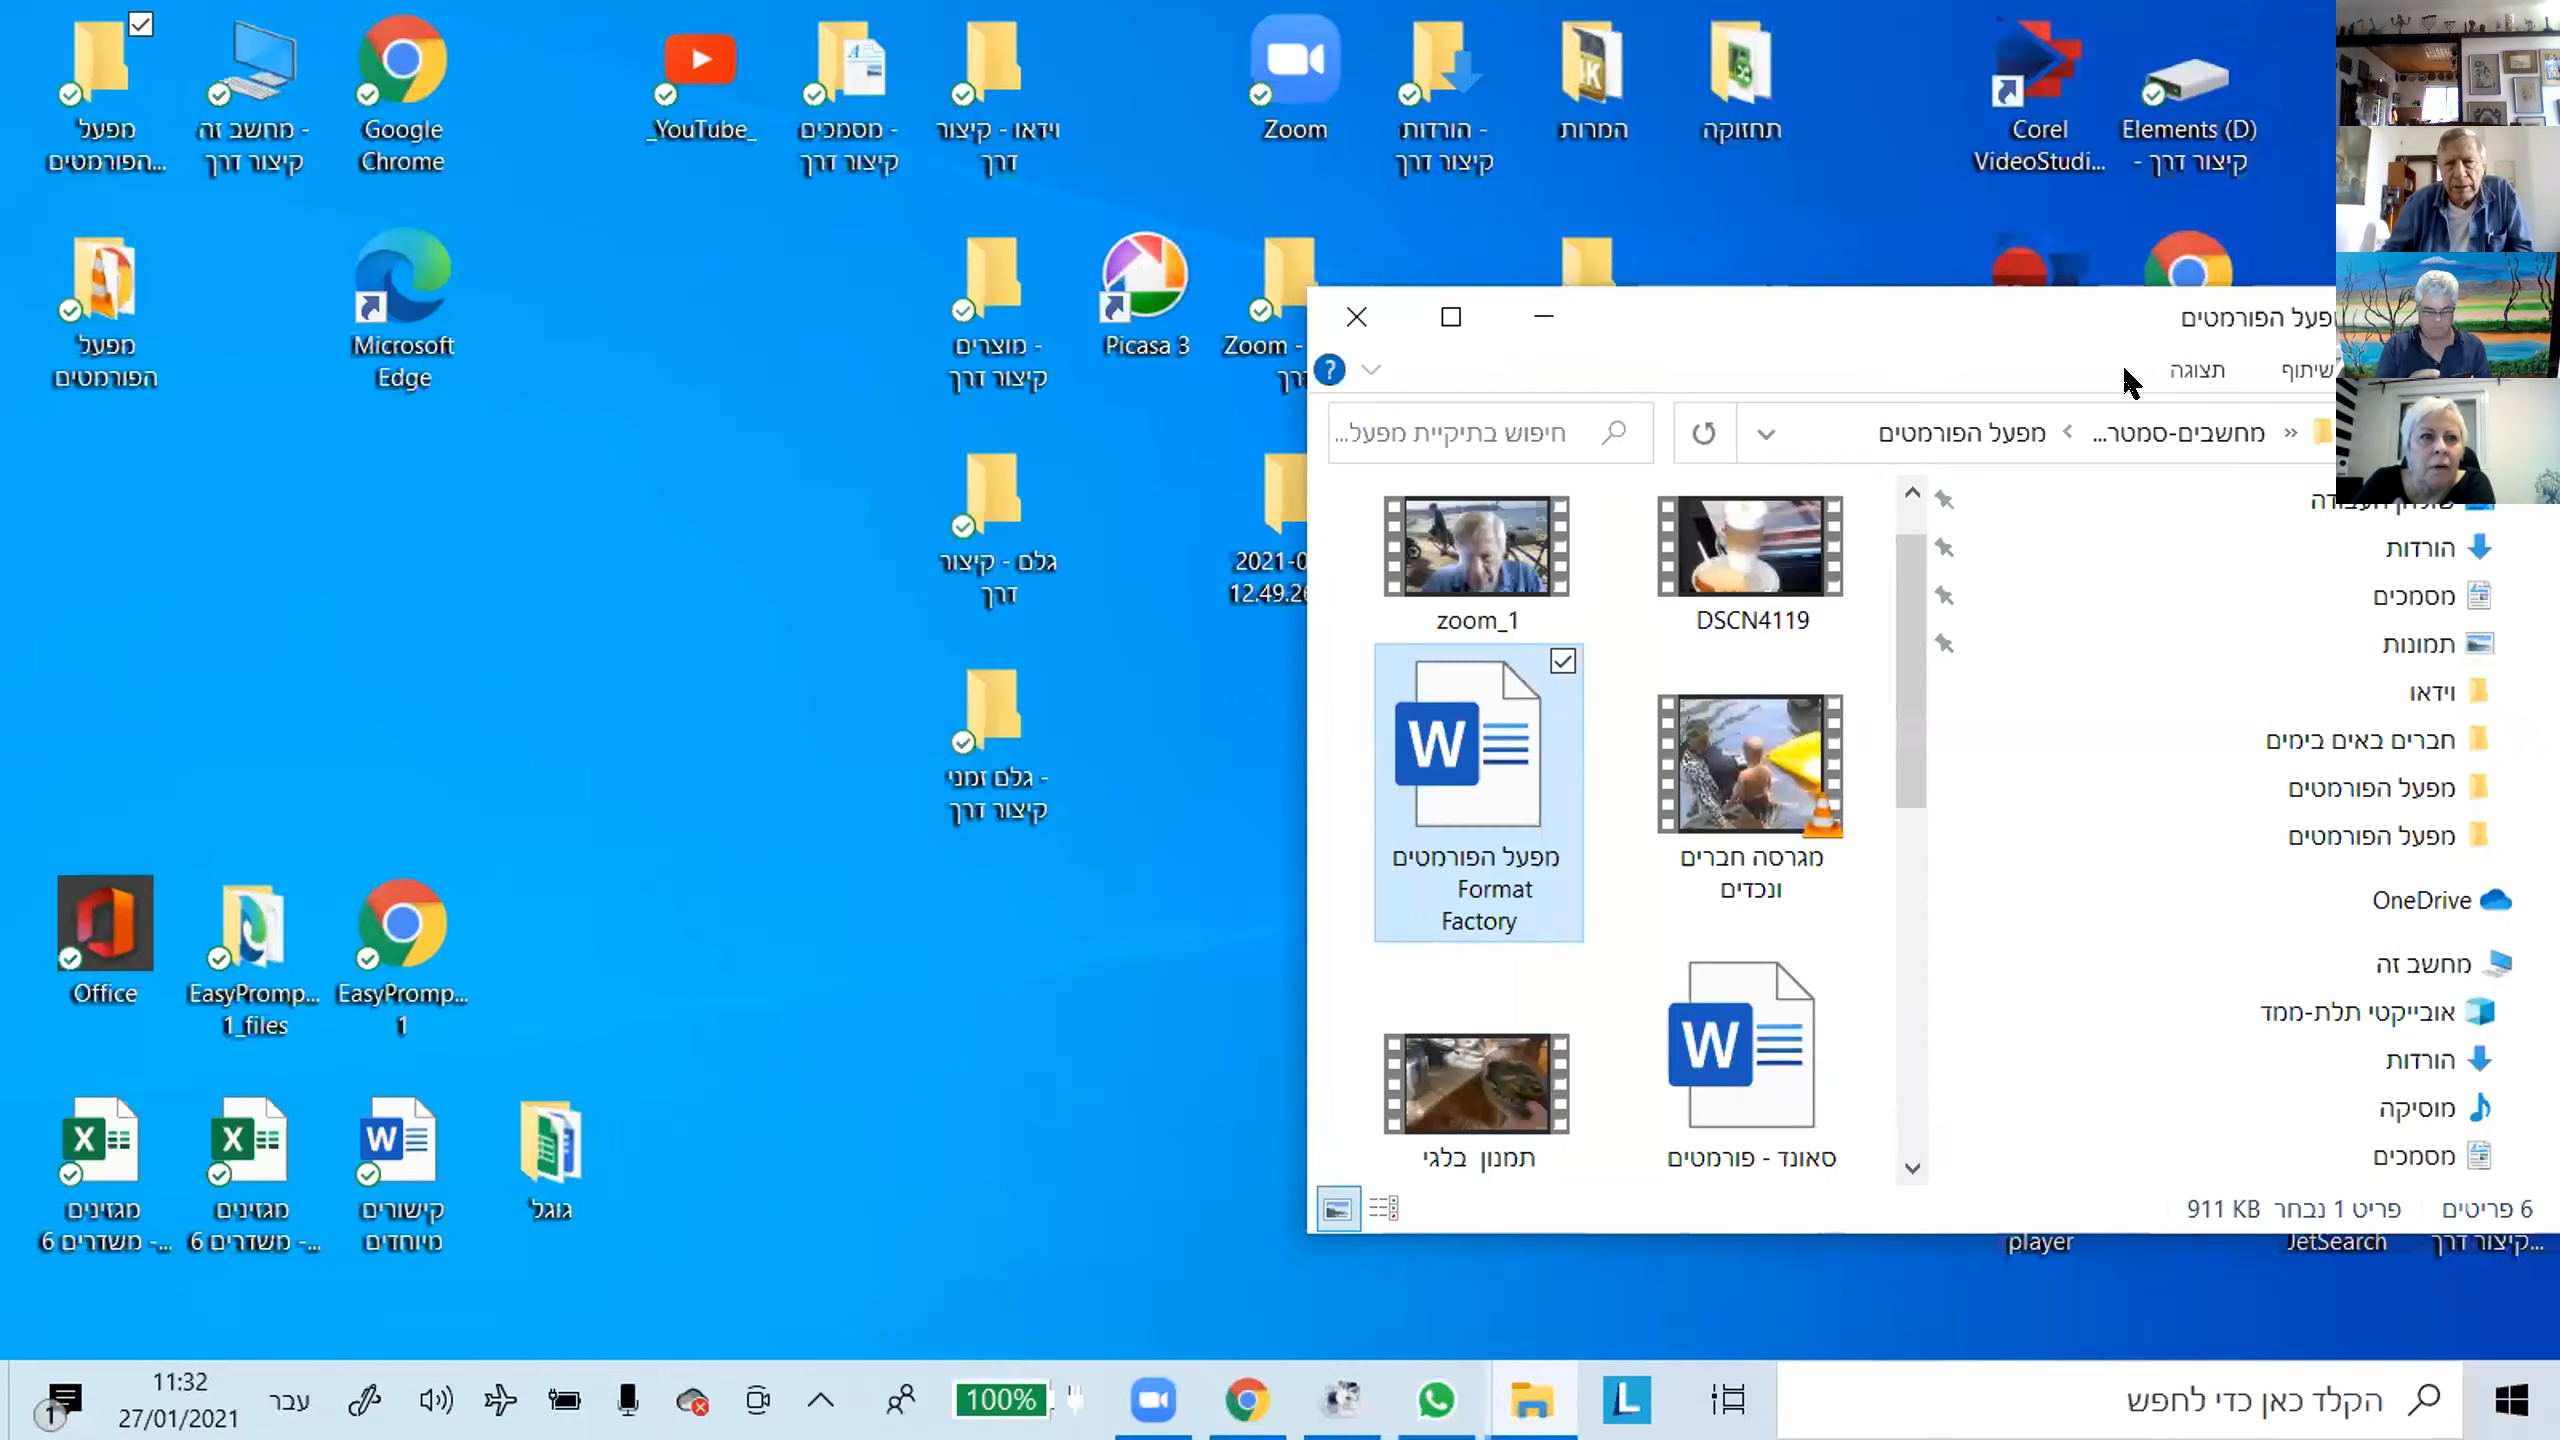 מפעל
הפורמטים...
מחשב זה -
קיצור דרך
Google
Chrome
_YouTube_
מסמכים -
קיצור דרך
וידאו - קיצור
דרך
Zoom
הורדות -
קיצור דרך
המרות
תחזוקה
Corel
VideoStudi...
Elements (D)
- קיצור דרך
מפעל
הפורמטים
Microsoft
Edge
מוצרים -
קיצור דרך
Picasa 3
Zoom -
גלם - קיצור
דרך
2021-0
גלם זמני -
קיצור דרך
Office
EasyPromp...
1_files
EasyPromp...
1
מגזינים
משדרים 6 -...
מגזינים
משדרים 6 -...
קישורים
מיוחדים
גוגל
player
JetSearch
קיצור דרך...
מפעל הפורמטים
שיתוף
תצוגה
מחשבים-סמטר...
מפעל הפורמטים
חיפוש בתיקיית מפעל...
DSCN4119
zoom_1
מגרסה חברים
ונכדים
מפעל הפורמטים
Format
Factory
סאונד - פורמטים
תמנון בלגי
הורדות
מסמכים
תמונות
וידאו
חברים באים בימים
מפעל הפורמטים
מפעל הפורמטים
OneDrive
מחשב זה
אובייקטי תלת-ממד
הורדות
מוסיקה
מסמכים
6 פריטים
פריט 1 נבחר
911 KB
הקלד כאן כדי לחפש
100%
עבר
11:32
27/01/2021
1